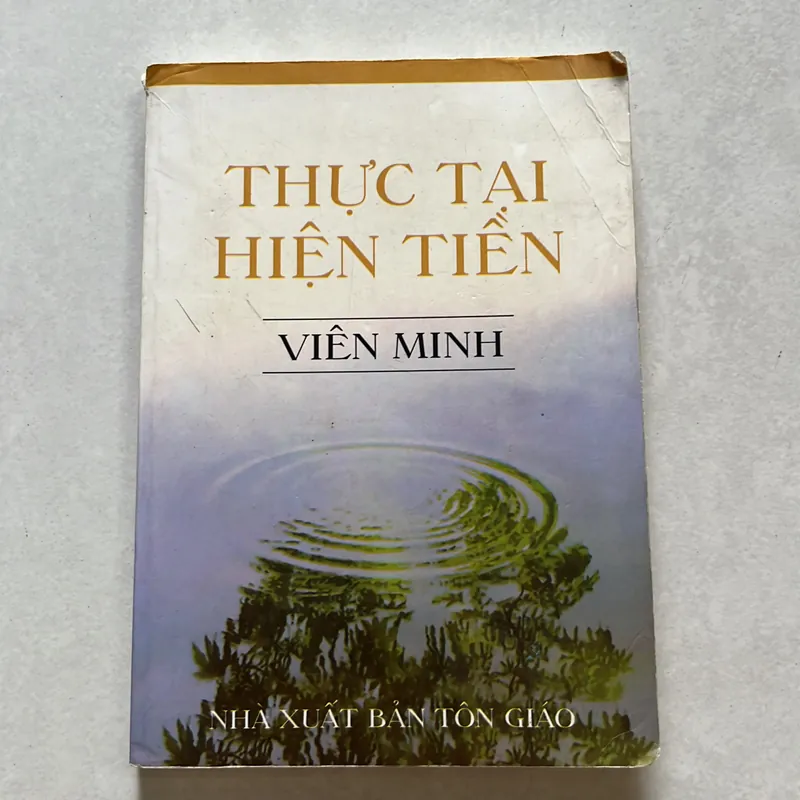 THỰC TẠI
HIỆN TIỀN
VIÊN MINH
NHÀ XUẤT BẢN TÔN GIÁO